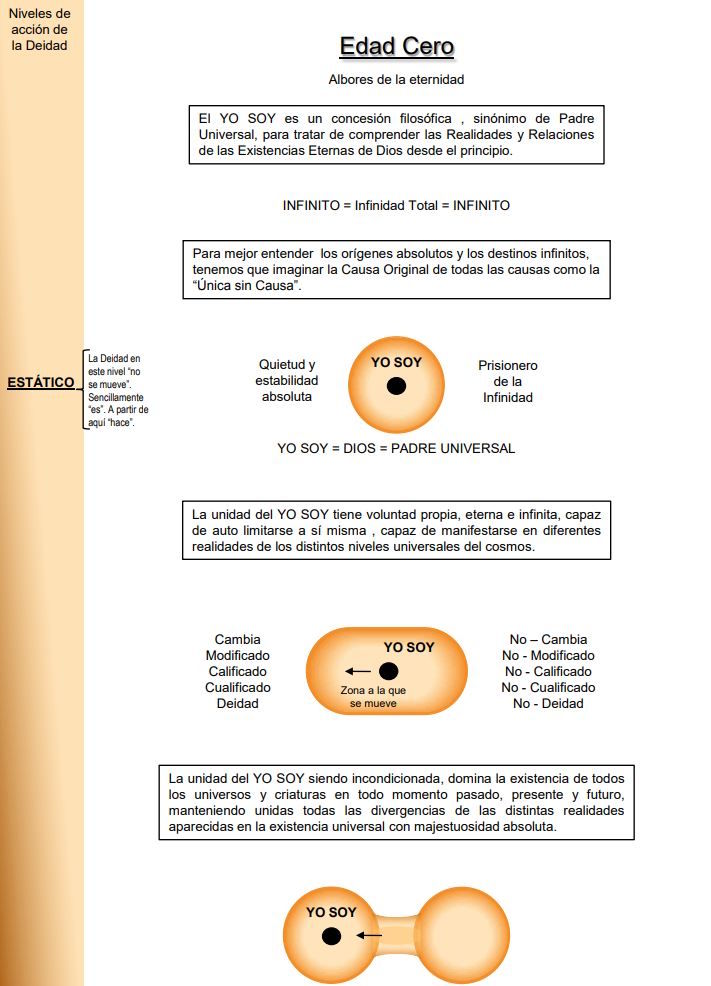 Niveles de
acción de
la Deidad
Edad Cero
Albores de la eternidad
El YO SOY es un concesión filosófica , sinónimo de Padre
Universal, para tratar de comprender las Realidades y Relaciones
de las Existencias Eternas de Dios desde el principio.
INFINITO = Infinidad Total = INFINITO
Para mejor entender los orígenes absolutos y los destinos infinitos,
tenemos que imaginar la Causa Original de todas las causas como la
“Única sin Causa”.
ESTÁTICO
La Deidad en
este nivel “no
se mueve”.
Sencillamente
“es”. A partir de
aquí “hace”.
Quietud y
estabilidad
absoluta
YO SOY
Prisionero
de la
Infinidad
YO SOY = DIOS = PADRE UNIVERSAL
La unidad del YO SOY tiene voluntad propia, eterna e infinita, capaz
de auto limitarse a sí misma , capaz de manifestarse en diferentes
realidades de los distintos niveles universales del cosmos.
Cambia
Modificado
Calificado
Cualificado
Deidad
YO SOY
Zona a la que
se mueve
No – Cambia
No - Modificado
No - Calificado
No - Cualificado
No - Deidad
La unidad del YO SOY siendo incondicionada, domina la existencia de todos
los universos y criaturas en todo momento pasado, presente y futuro,
manteniendo unidas todas las divergencias de las distintas realidades
aparecidas en la existencia universal con majestuosidad absoluta.
YO SOY